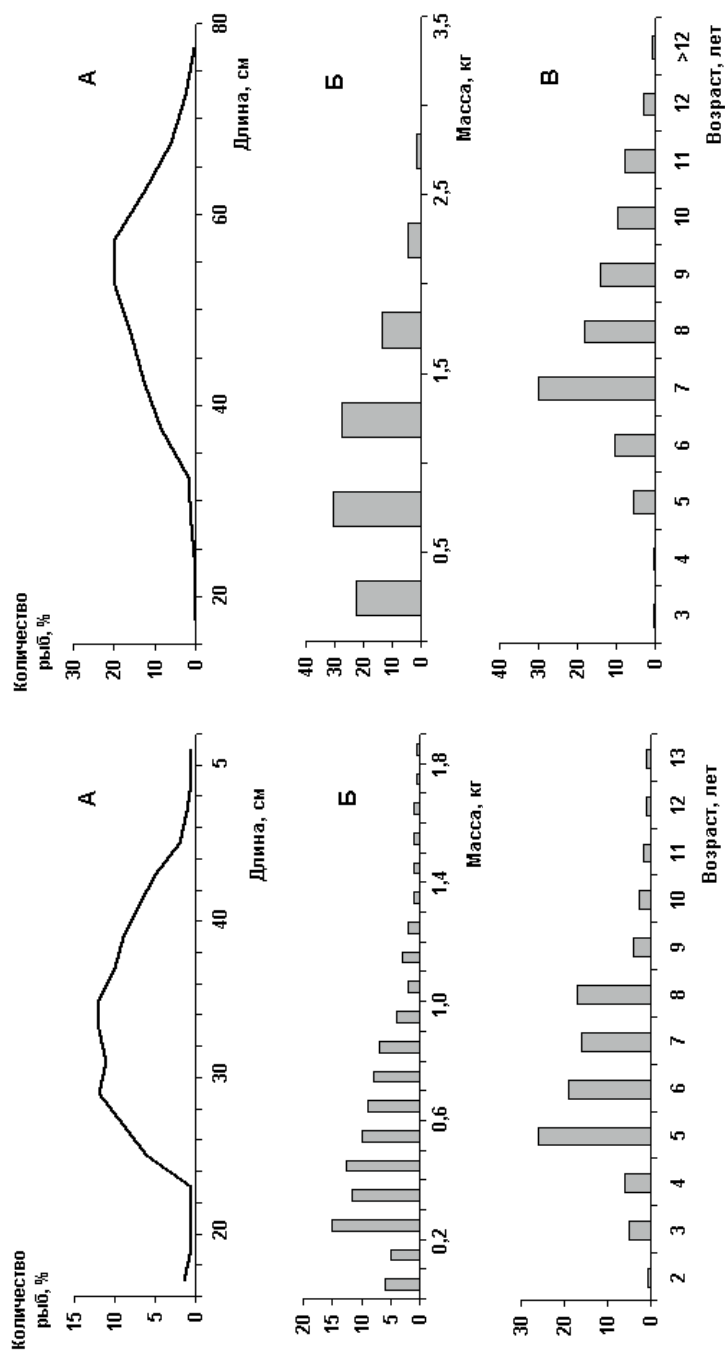 Количество
рыб, %
15
10
5
0
А
20 30 40 5
Длина, см
20
15
10
5
0
Б
0,2 0,6 1,0 1,4 1,8
Масса, кг
30
20
10
0
2 3 4 5 6 7 8 9 10 11 12 13
Возраст, лет
Количество
рыб, %
30
20
10
0
А
20 40 60 80
Длина, см
40
30
20
10
0
Б
0,5 1,5 2,5 3,5
Масса, кг
40
30
20
10
0
В
3 4 5 6 7 8 9 10 11 12 >12
Возраст, лет